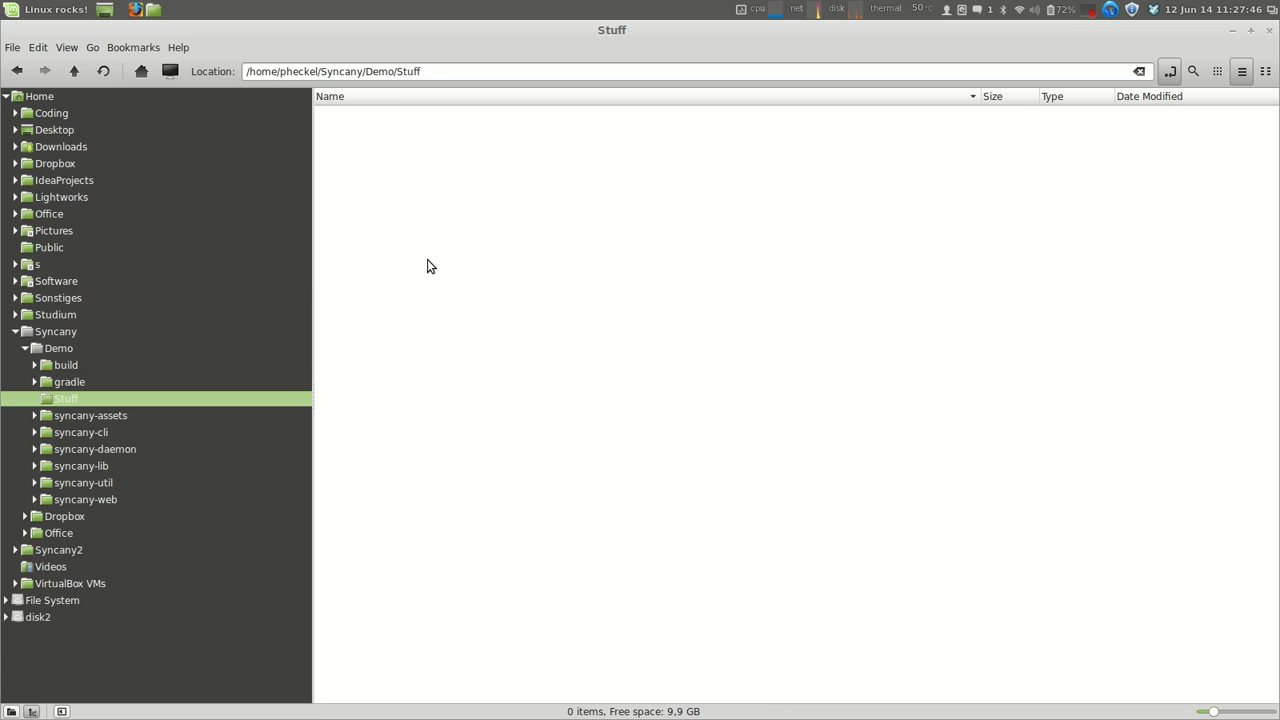 Linux rocks!
cpu
net
disk
thermal
50°C
1
72%
12 Jun 14 11:27:46
Stuff
File Edit View Go Bookmarks Help
Location: /home/pheckel/Syncany/Demo/Stuff
Home
Coding
Desktop
Downloads
Dropbox
IdeaProjects
Lightworks
Office
Pictures
Public
s
Software
Sonstiges
Studium
Syncany
Demo
build
gradle
Stuff
syncany-assets
syncany-cli
syncany-daemon
syncany-lib
syncany-util
syncany-web
Dropbox
Office
Syncany2
Videos
VirtualBox VMs
File System
disk2
Name Size Type Date Modified
0 items, Free space: 9,9 GB